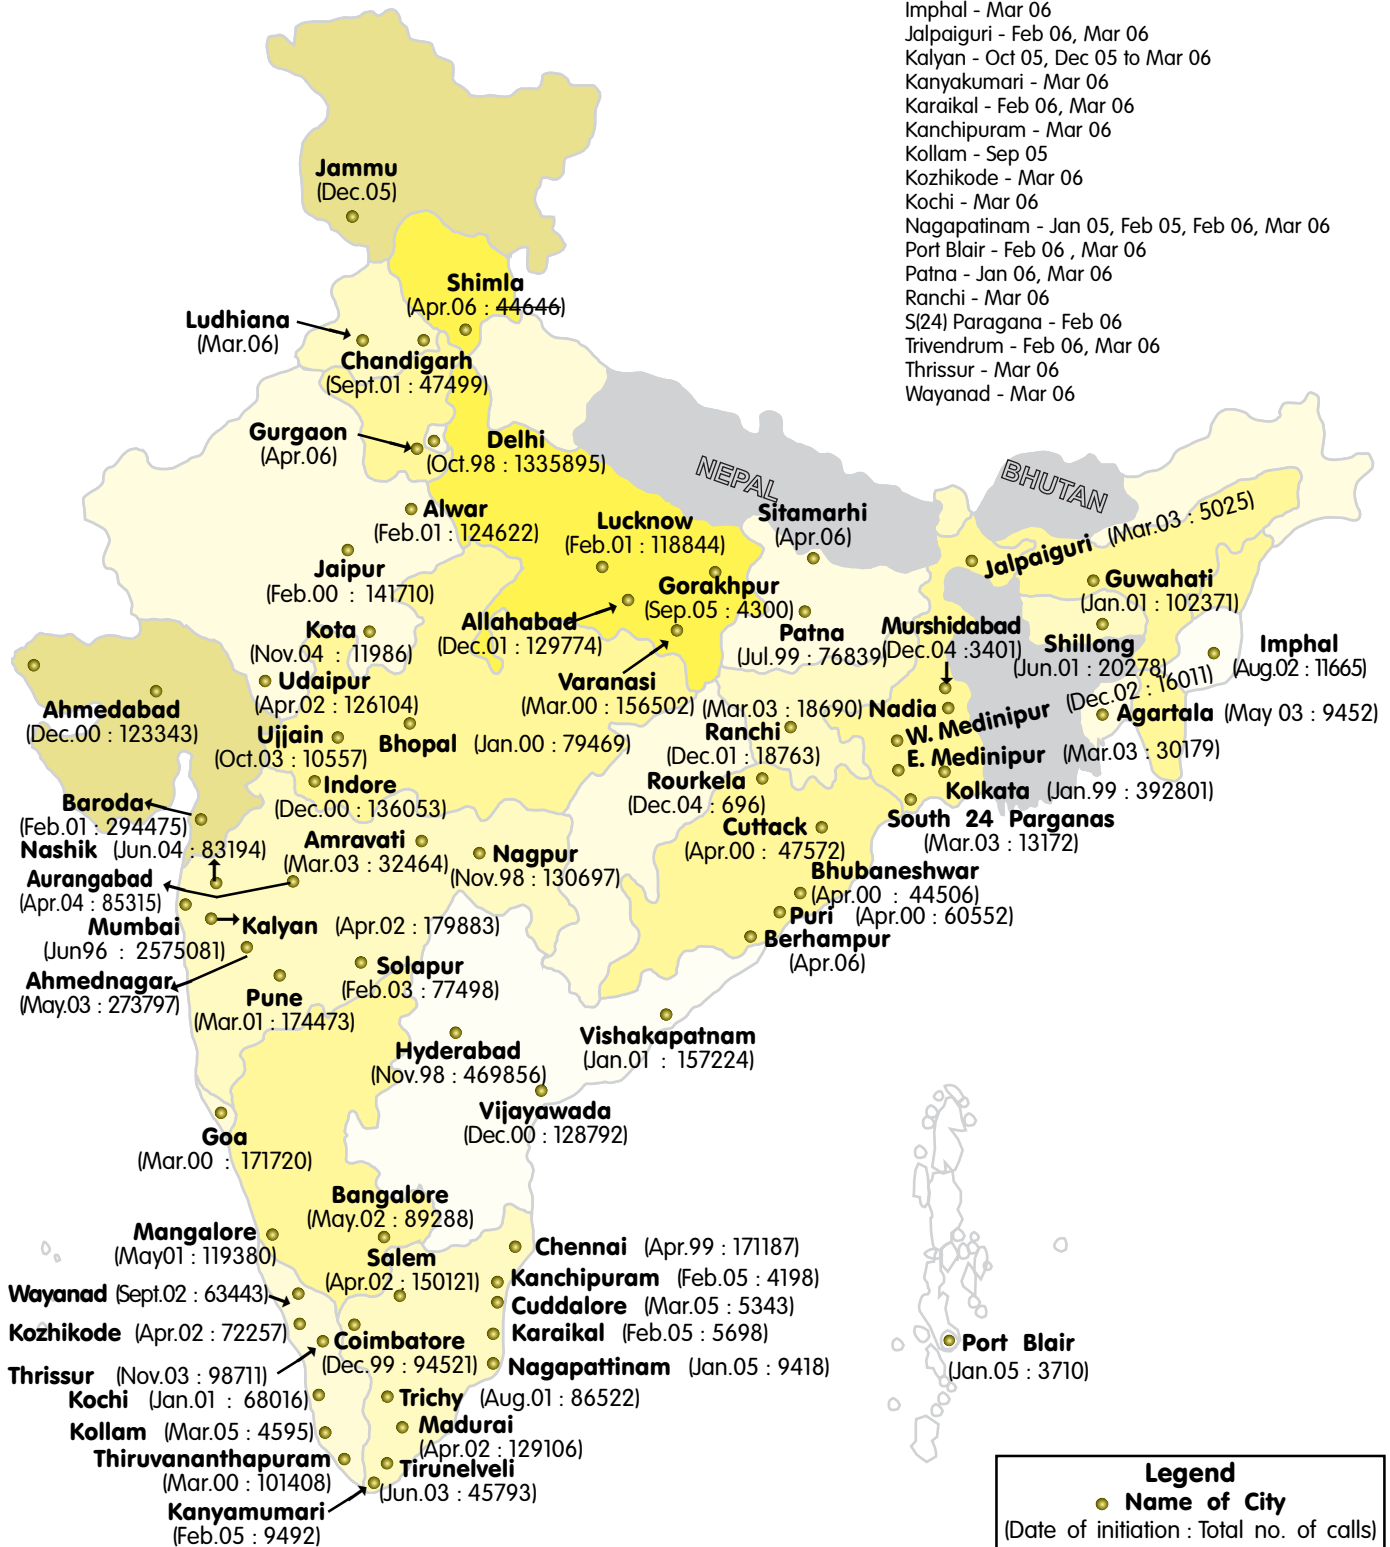 Imphal - Mar 06
Jalpaiguri - Feb 06, Mar 06
Kalyan - Oct 05, Dec 05 to Mar 06
Kanyakumari - Mar 06
Karaikal - Feb 06, Mar 06
Kanchipuram - Mar 06
Kollam - Sep 05
Kozhikode - Mar 06
Kochi - Mar 06
Nagapatinam - Jan 05, Feb 05, Feb 06, Mar 06
Port Blair - Feb 06 , Mar 06
Patna - Jan 06, Mar 06
Ranchi - Mar 06
S(24) Paragana - Feb 06
Trivendrum - Feb 06, Mar 06
Thrissur - Mar 06
Wayanad - Mar 06
Jammu
(Dec.05)
Shimla
(Apr.06 : 44646)
Ludhiana
(Mar.06)
Chandigarh
(Sept.01 : 47499)
Gurgaon
(Apr.06)
Delhi
(Oct.98 : 1335895)
NEPAL
BHUTAN
Alwar
(Feb.01 : 124622)
Lucknow
(Feb.01 : 118844)
Sitamarhi
(Apr.06)
Jalpaiguri (Mar.03 : 5025)
Jaipur
(Feb.00 : 141710)
Gorakhpur
(Sep.05 : 4300)
Guwahati
(Jan.01 : 102371)
Allahabad
(Dec.01 : 129774)
Kota
(Nov.04 : 11986)
Patna
(Jul.99 : 76839)
Murshidabad
(Dec.04 :3401)
Shillong
(Jun.01 : 20278)
Imphal
(Aug.02 : 11665)
Udaipur
(Apr.02 : 126104)
Varanasi
(Mar.00 : 156502)
(Mar.03 : 18690) Nadia
W. Medinipur (Dec.02 : 16011)
Agartala (May 03 : 9452)
Ahmedabad
(Dec.00 : 123343)
Ujjain
(Oct.03 : 10557)
Bhopal (Jan.00 : 79469)
Ranchi
(Dec.01 : 18763)
E. Medinipur (Mar.03 : 30179)
Indore
(Dec.00 : 136053)
Rourkela
(Dec.04 : 696)
Kolkata (Jan.99 : 392801)
Baroda
(Feb.01 : 294475)
South 24 Parganas
(Mar.03 : 13172)
Nashik (Jun.04 : 83194)
Amravati
(Mar.03 : 32464)
Nagpur
(Nov.98 : 130697)
Cuttack
(Apr.00 : 47572)
Aurangabad
(Apr.04 : 85315)
Bhubaneshwar
(Apr.00 : 44506)
Mumbai
(Jun96 : 2575081)
Kalyan (Apr.02 : 179883)
Puri (Apr.00 : 60552)
Berhampur
(Apr.06)
Ahmednagar
(May.03 : 273797)
Solapur
(Feb.03 : 77498)
Pune
(Mar.01 : 174473)
Hyderabad
(Nov.98 : 469856)
Vishakapatnam
(Jan.01 : 157224)
Vijayawada
(Dec.00 : 128792)
Goa
(Mar.00 : 171720)
Bangalore
(May.02 : 89288)
Mangalore
(May01 : 119380)
Salem
(Apr.02 : 150121)
Chennai (Apr.99 : 171187)
Kanchipuram (Feb.05 : 4198)
Wayanad (Sept.02 : 63443)
Cuddalore (Mar.05 : 5343)
Kozhikode (Apr.02 : 72257)
Coimbatore
(Dec.99 : 94521)
Karaikal (Feb.05 : 5698)
Thrissur (Nov.03 : 98711)
Nagapattinam (Jan.05 : 9418)
Port Blair
(Jan.05 : 3710)
Kochi (Jan.01 : 68016)
Trichy (Aug.01 : 86522)
Kollam (Mar.05 : 4595)
Madurai
(Apr.02 : 129106)
Thiruvananthapuram
(Mar.00 : 101408)
Tirunelveli
(Jun.03 : 45793)
Kanyamumari
(Feb.05 : 9492)
Legend
Name of City
(Date of initiation : Total no. of calls)